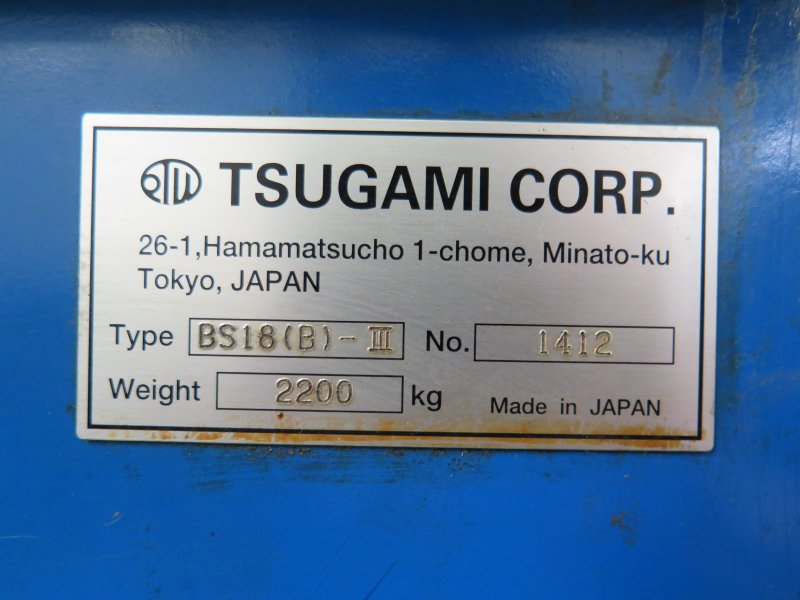 TSUGAMI CORP.
26-1,Hamamatsucho 1-chome, Minato-ku
Tokyo, JAPAN
Type BS18(B)-III No. 1412
Weight 2200 kg Made in JAPAN